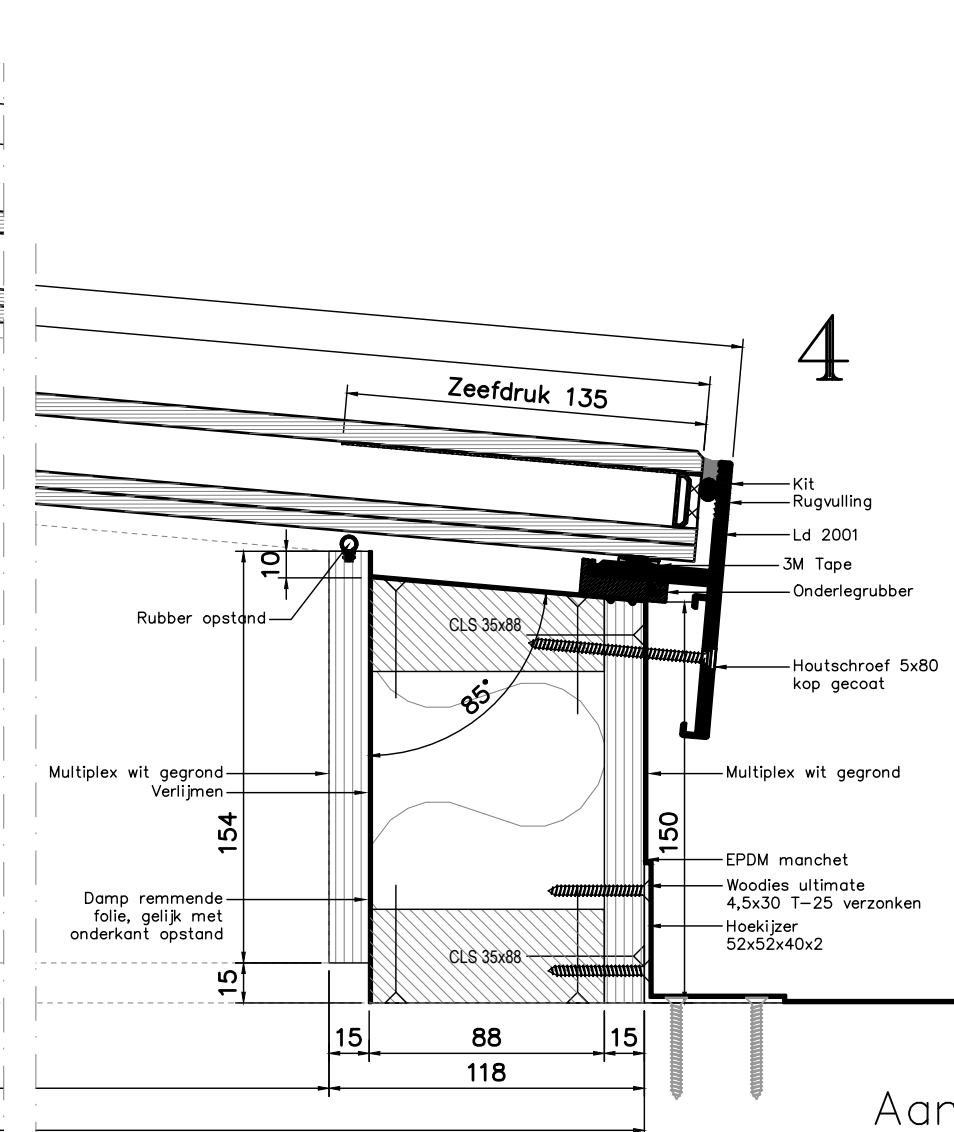 4
Zeefdruk 135
Kit
Rugvulling
Ld 2001
3M Tape
Onderlegrubber
10
Rubber opstand
CLS 35x88
Houtschroef 5x80
kop gecoat
85°
Multiplex wit gegrond
Verlijmen
Multiplex wit gegrond
154
150
EPDM manchet
Woodies ultimate
4,5x30 T-25 verzonken
Damp remmende
folie, gelijk met
onderkant opstand
Hoekijzer
52x52x40x2
CLS 35x88
15
15
88
15
118
Aan